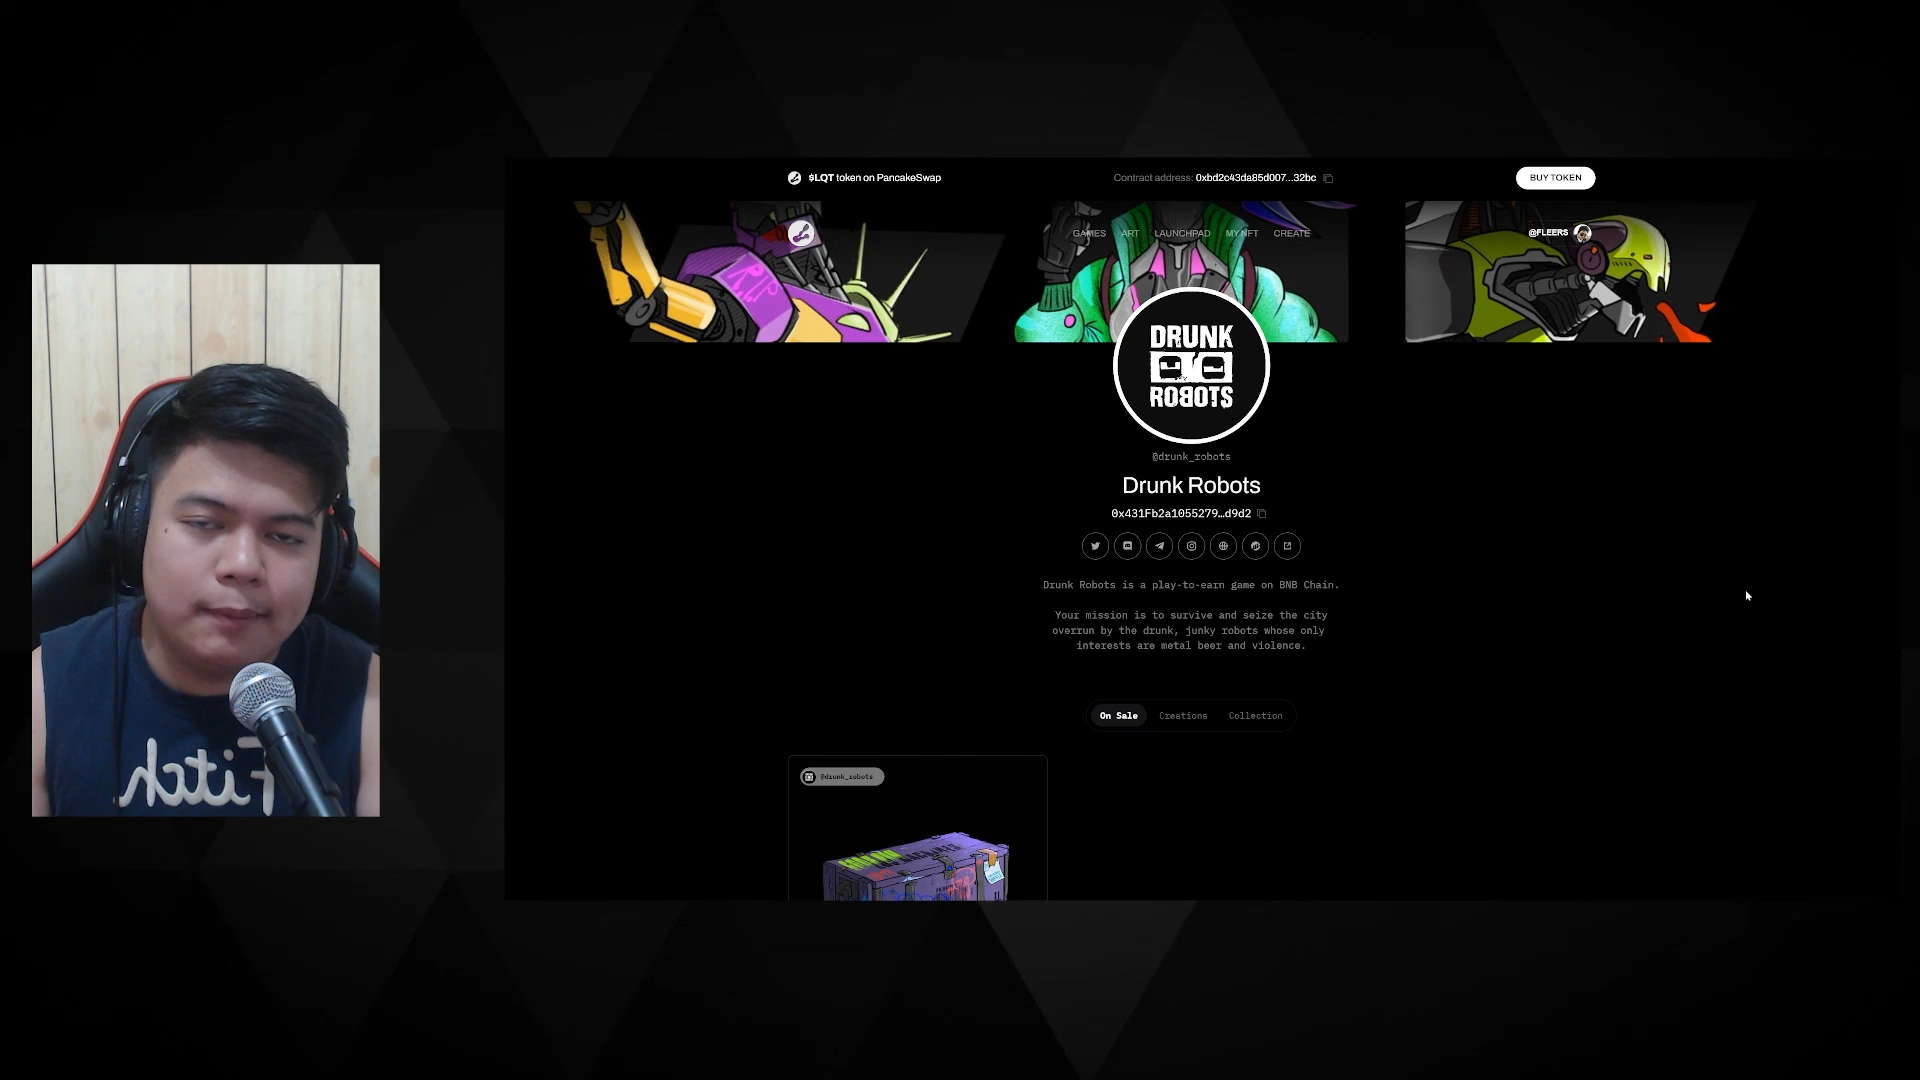 $LQT token on PancakeSwap
Contract address: 0xbd2c43da85d007...32bc
BUY TOKEN
GAMES ART LAUNCHPAD MY NFT CREATE
@FLEERS
RIP
DRUNK
ROBOTS
@drunk_robots
Drunk Robots
0x431Fb2a1055279…d9d2
Drunk Robots is a play-to-earn game on BNB Chain.
Your mission is to survive and seize the city
overrun by the drunk, junky robots whose only
interests are metal beer and violence.
On Sale Creations Collection
@drunk_robots
Fitch